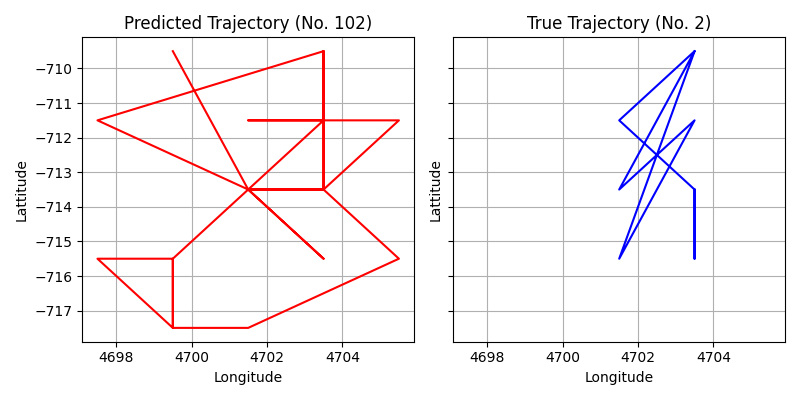 Predicted Trajectory (No. 102)
True Trajectory (No. 2)
Lattitude
−710
−711
−712
−713
−714
−715
−716
−717
4698
4700
4702
4704
Longitude
Lattitude
4698
4700
4702
4704
Longitude